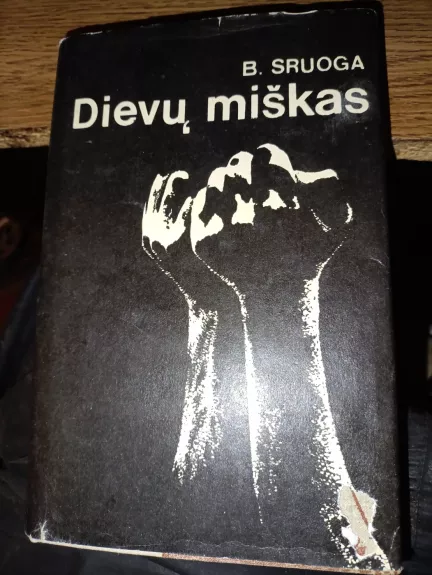 B. SRUOGA
Dievų miškas